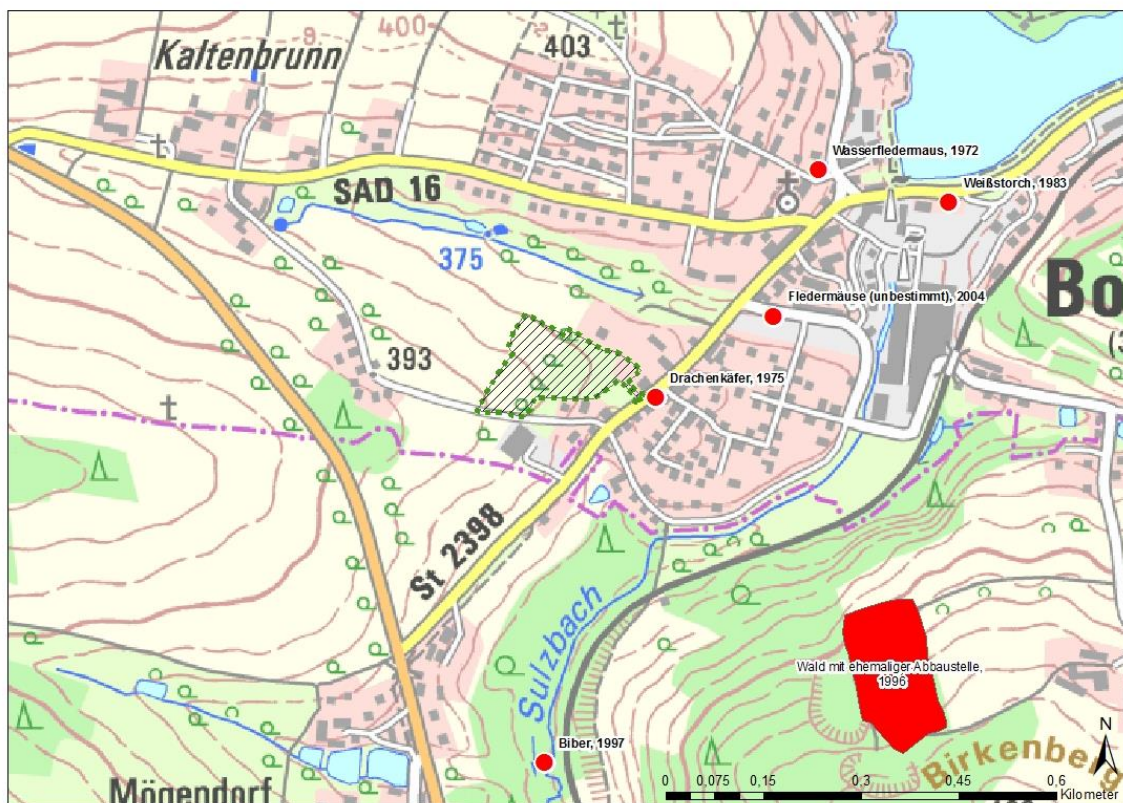 400
8
403
Kaltenbrunn
Wasserfledermaus, 1972
Weißstorch, 1983
SAD 16
375
Fledermäuse (unbestimmt), 2004
Bo
(3
393
Drachenkäfer, 1975
St 2398
Sulzbach
Wald mit ehemaliger Abbaustelle,
1996
N
Biber, 1997
Birkenberg
0 0,075 0,15 0,3 0,45 0,6
Kilometer
Mögendorf